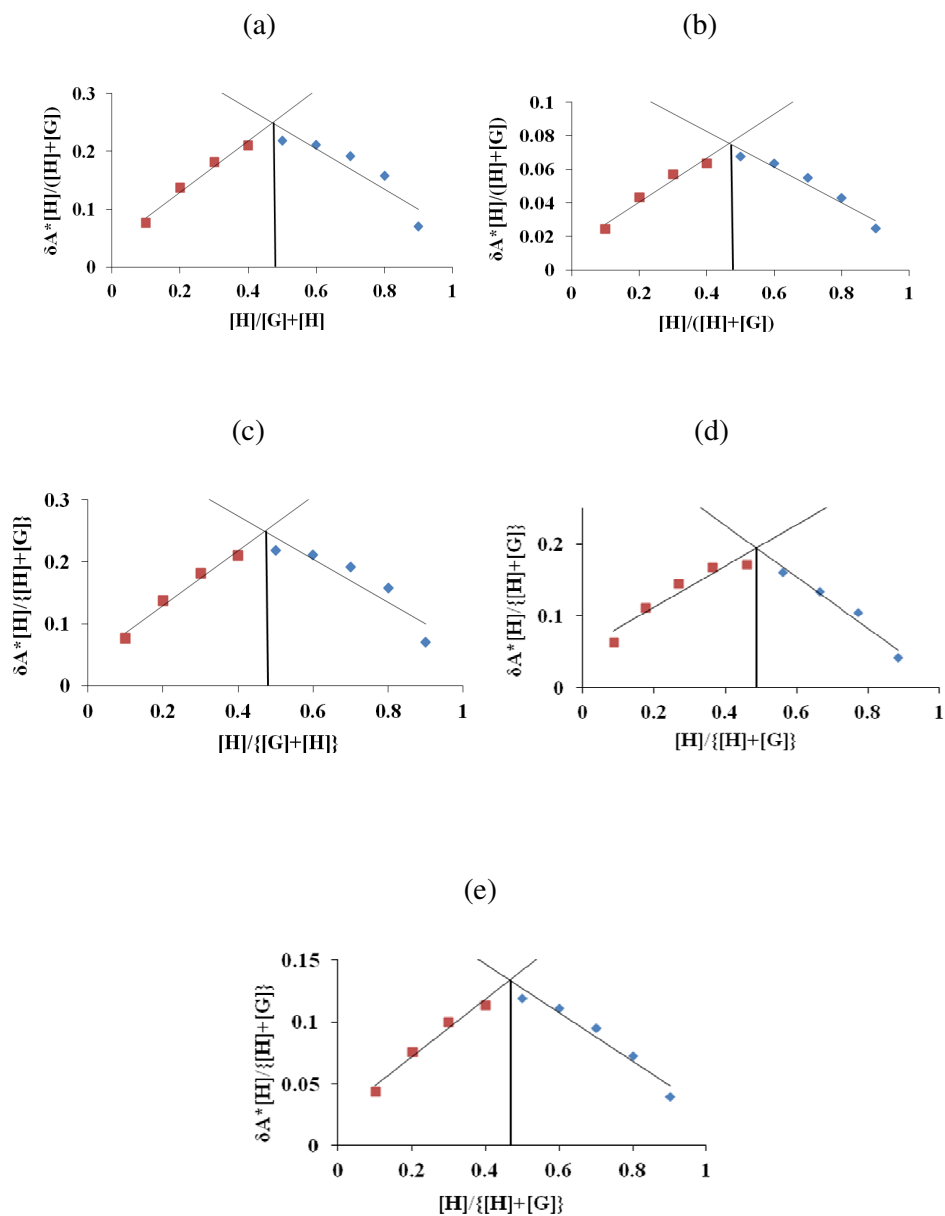 (a)
δA*[H]/([H]+[G])
0.3
0.2
0.1
0
0 0.2 0.4 0.6 0.8 1
[H]/[G]+[H]
(b)
δA*[H]/([H]+[G])
0.1
0.08
0.06
0.04
0.02
0
0 0.2 0.4 0.6 0.8 1
[H]/([H]+[G])
(c)
δA*[H]/{[H]+[G]}
0.3
0.2
0.1
0
0 0.2 0.4 0.6 0.8 1
[H]/{[G]+[H]}
(d)
δA*[H]/{[H]+[G]}
0.2
0.1
0
0 0.2 0.4 0.6 0.8 1
[H]/{[H]+[G]}
(e)
δA*[H]/{[H]+[G]}
0.15
0.1
0.05
0
0 0.2 0.4 0.6 0.8 1
[H]/{[H]+[G]}